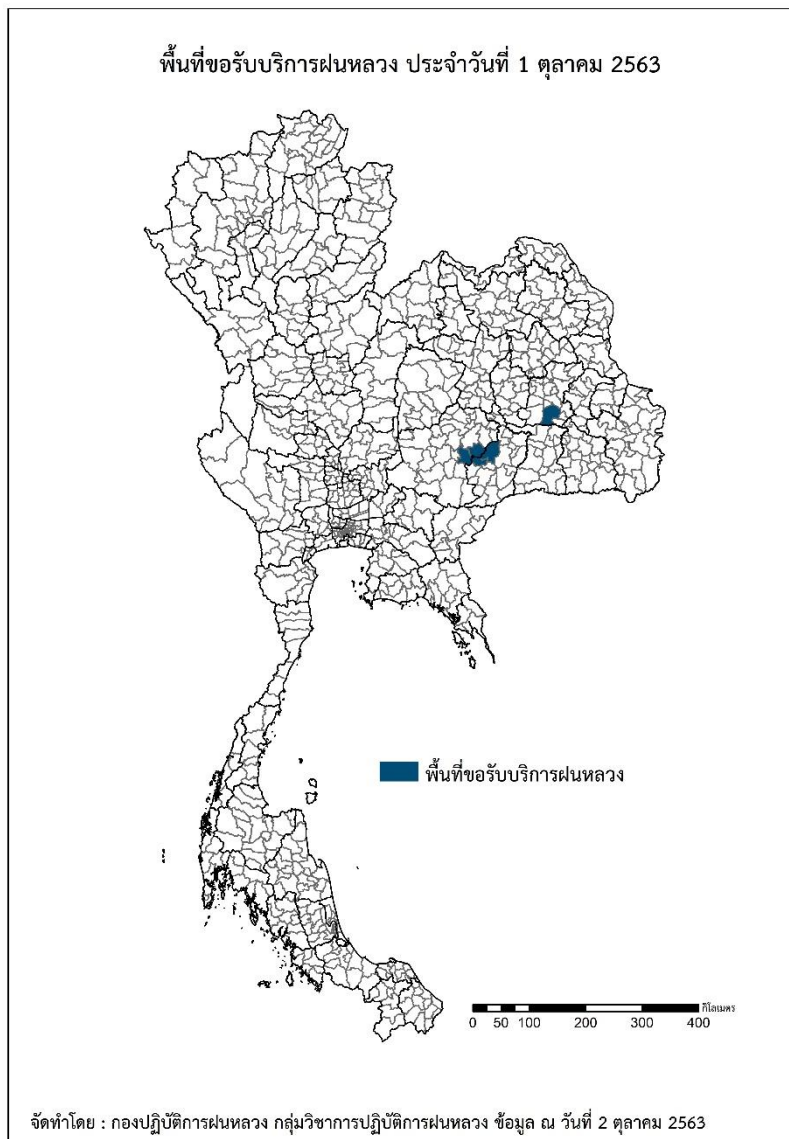 พื้นที่ขอรับบริการฝนหลวง ประจำวันที่ 1 ตุลาคม 2563
พื้นที่ขอรับบริการฝนหลวง
กิโลเมตร
0 50 100 200 300 400
จัดทำโดย : กองปฏิบัติการฝนหลวง กลุ่มวิชาการปฏิบัติการฝนหลวง ข้อมูล ณ วันที่ 2 ตุลาคม 2563